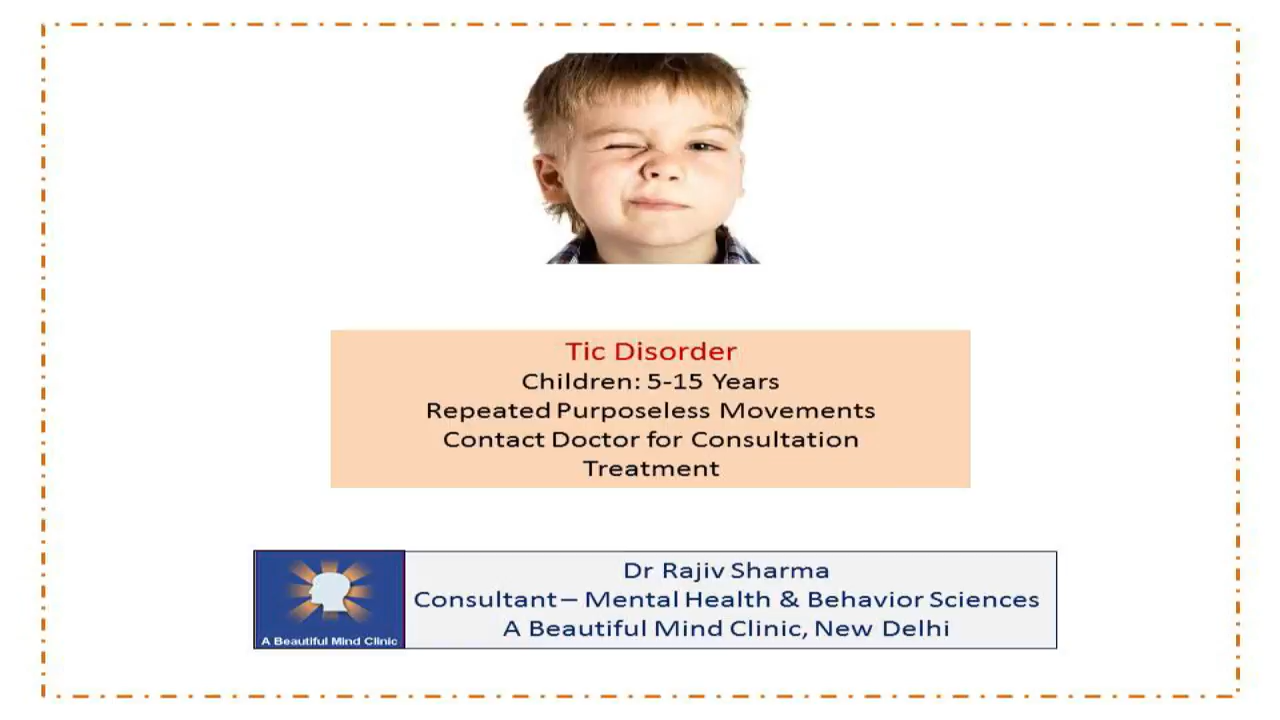 Tic Disorder
Children: 5-15 Years
Repeated Purposeless Movements
Contact Doctor for Consultation
Treatment
A Beautiful Mind Clinic
Dr Rajiv Sharma
Consultant – Mental Health & Behavior Sciences
A Beautiful Mind Clinic, New Delhi